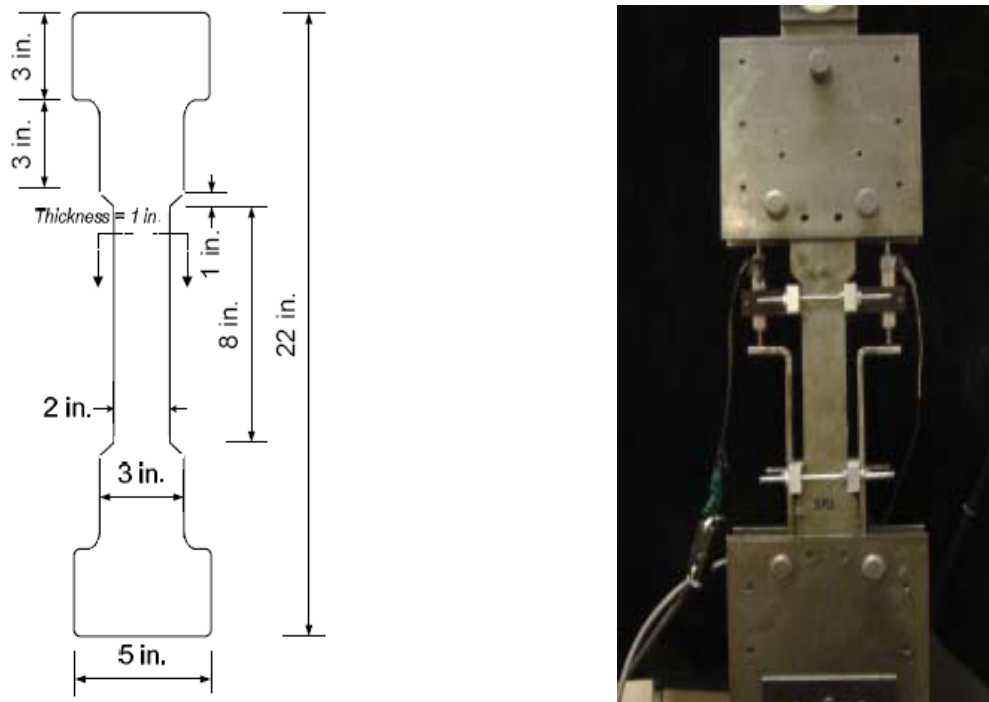 3 in.
3 in.
Thickness = 1 in.
1 in.
8 in.
22 in.
2 in.
3 in.
5 in.
SP2